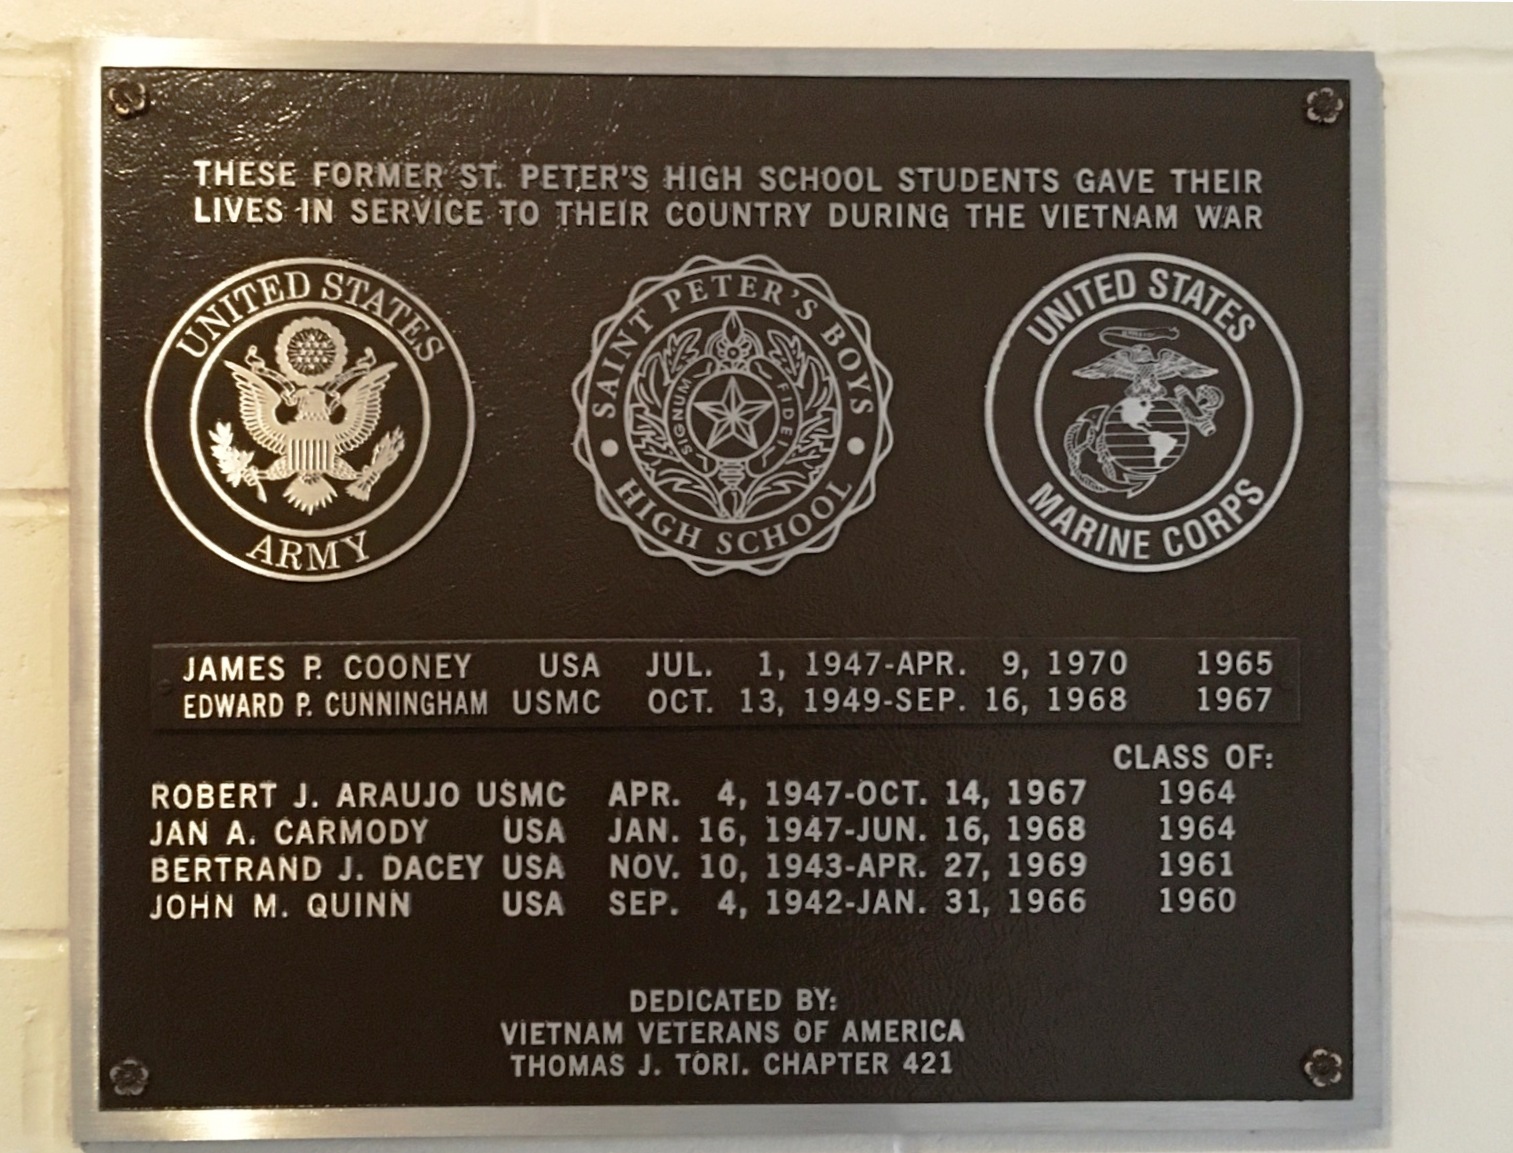 THESE FORMER ST. PETER'S HIGH SCHOOL STUDENTS GAVE THEIR
LIVES IN SERVICE TO THEIR COUNTRY DURING THE VIETNAM WAR
UNITED STATES
ARMY
SAINT PETER'S BOYS
HIGH SCHOOL
SIGNUM FIDEI
UNITED STATES
MARINE CORPS
JAMES P. COONEY USA JUL. 1, 1947-APR. 9, 1970 1965
EDWARD P. CUNNINGHAM USMC OCT. 13, 1949-SEP. 16, 1968 1967
CLASS OF:
ROBERT J. ARAUJO USMC APR. 4, 1947-OCT. 14, 1967 1964
JAN A. CARMODY USA JAN. 16, 1947-JUN. 16, 1968 1964
BERTRAND J. DACEY USA NOV. 10, 1943-APR. 27, 1969 1961
JOHN M. QUINN USA SEP. 4, 1942-JAN. 31, 1966 1960
DEDICATED BY:
VIETNAM VETERANS OF AMERICA
THOMAS J. TORI. CHAPTER 421